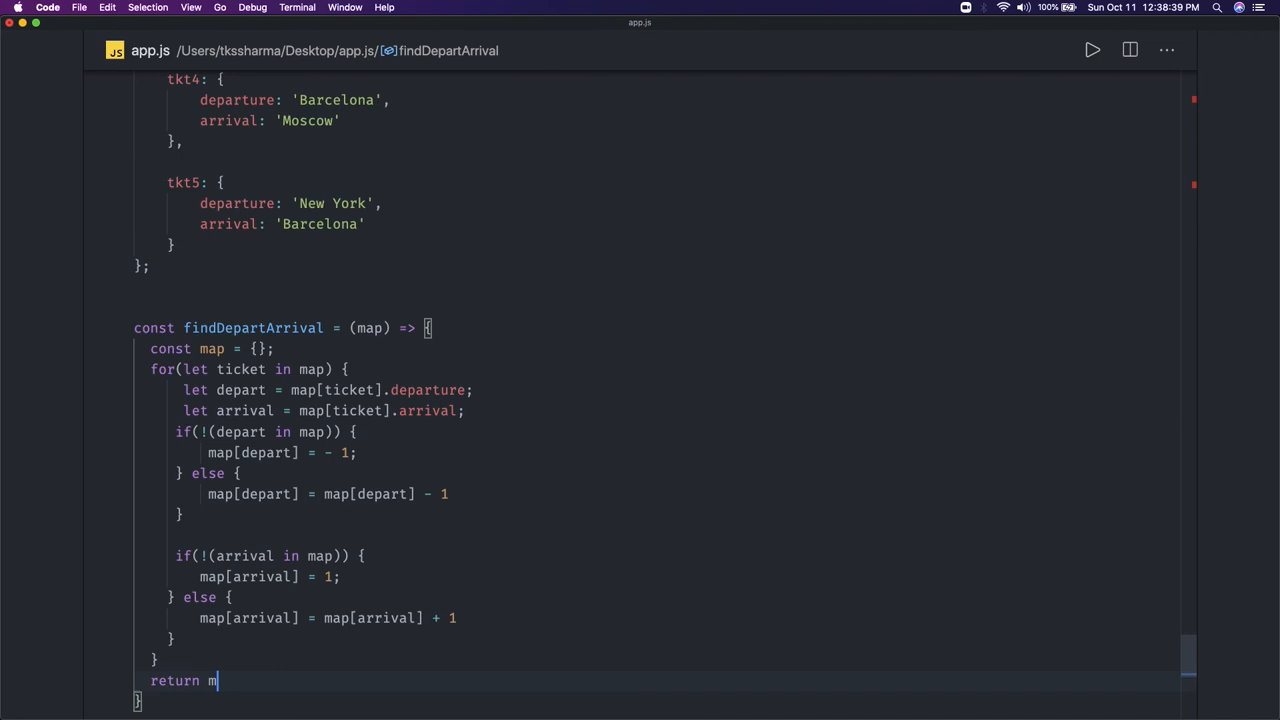 Code File Edit Selection View Go Debug Terminal Window Help 100% Sun Oct 11 12:38:39 PM
app.js
JS app.js /Users/tkssharma/Desktop/app.js/findDepartArrival
tkt4: {
departure: 'Barcelona',
arrival: 'Moscow'
},
tkt5: {
departure: 'New York',
arrival: 'Barcelona'
}
};
const findDepartArrival = (map) => {
const map = {};
for(let ticket in map) {
let depart = map[ticket].departure;
let arrival = map[ticket].arrival;
if(!(depart in map)) {
map[depart] = - 1;
} else {
map[depart] = map[depart] - 1
}
if(!(arrival in map)) {
map[arrival] = 1;
} else {
map[arrival] = map[arrival] + 1
}
}
return m
}